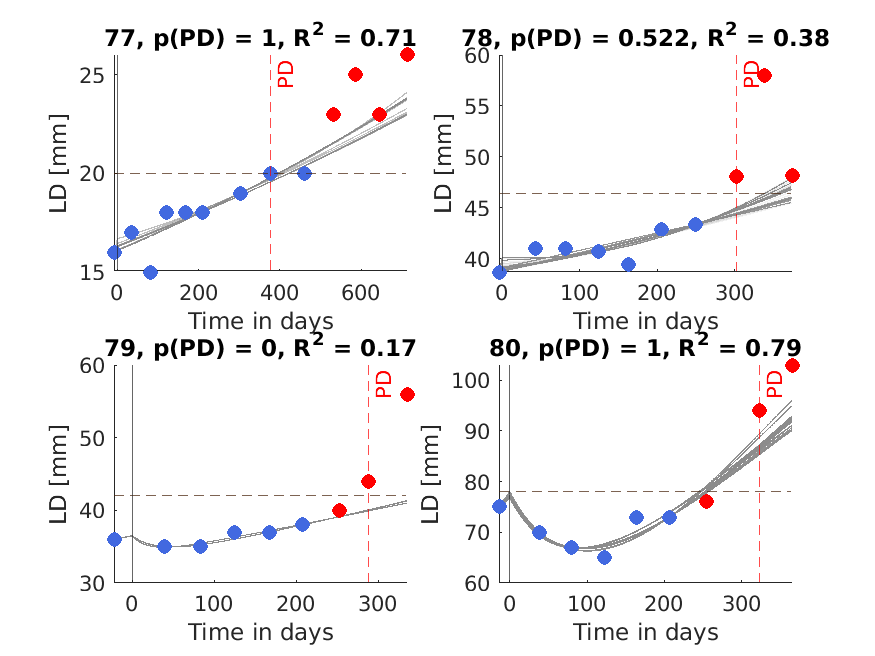 77, p(PD) = 1, R² = 0.71
25
20
15
LD [mm]
PD
0
200
400
600
Time in days
78, p(PD) = 0.522, R² = 0.38
60
55
50
45
40
LD [mm]
PD
0
100
200
300
Time in days
79, p(PD) = 0, R² = 0.17
60
50
40
30
LD [mm]
PD
0
100
200
300
Time in days
80, p(PD) = 1, R² = 0.79
100
90
80
70
60
LD [mm]
PD
0
100
200
300
Time in days